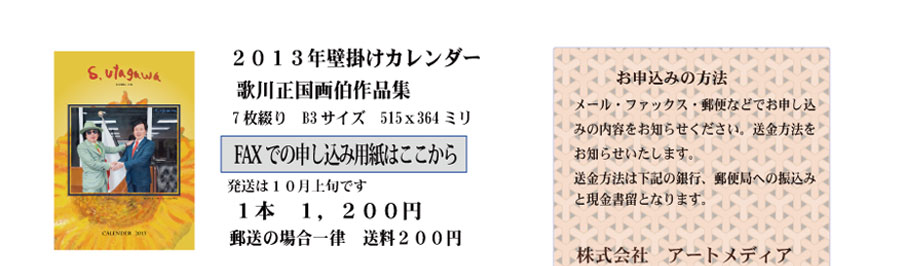 S. Utagawa
CALENDER 2013
２０１３年壁掛けカレンダー
歌川正国画伯作品集
7枚綴り　B3サイズ　515ｘ364ミリ
FAXでの申し込み用紙はここから
発送は１０月上旬です
１本　１，２００円
郵送の場合一律　送料２００円
お申込みの方法
メール・ファックス・郵便などでお申し込
みの内容をお知らせください。送金方法を
お知らせいたします。
送金方法は下記の銀行、郵便局への振込み
と現金書留となります。
株式会社　アートメディア